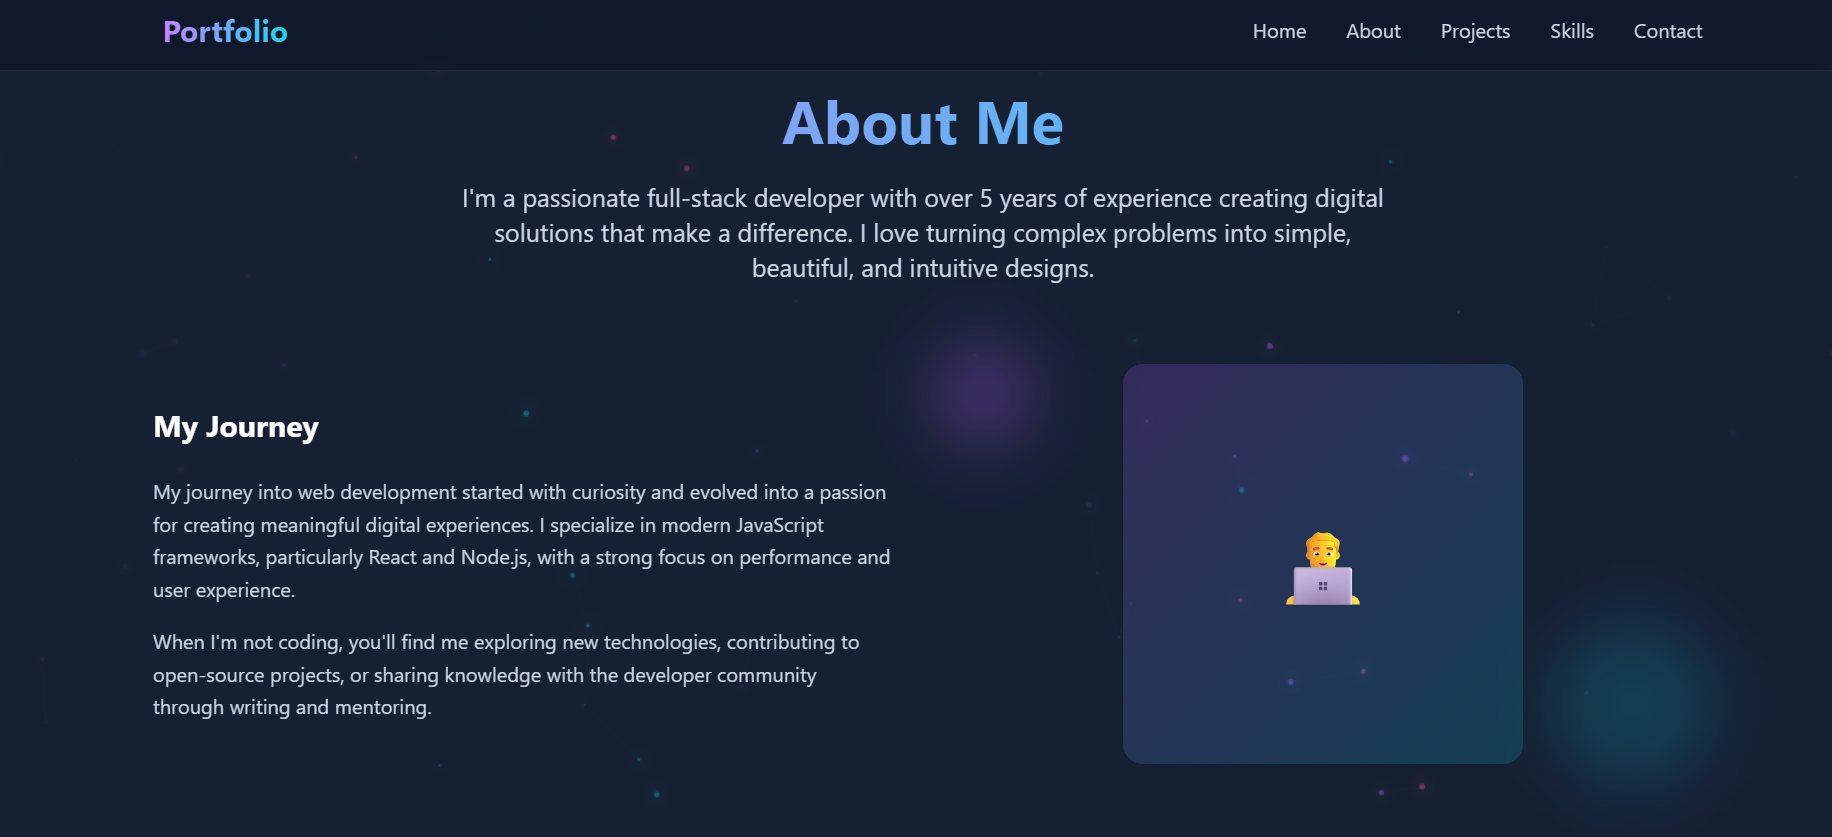 Portfolio
Home About Projects Skills Contact
About Me
I'm a passionate full-stack developer with over 5 years of experience creating digital
solutions that make a difference. I love turning complex problems into simple,
beautiful, and intuitive designs.
My Journey
My journey into web development started with curiosity and evolved into a passion
for creating meaningful digital experiences. I specialize in modern JavaScript
frameworks, particularly React and Node.js, with a strong focus on performance and
user experience.
When I'm not coding, you'll find me exploring new technologies, contributing to
open-source projects, or sharing knowledge with the developer community
through writing and mentoring.